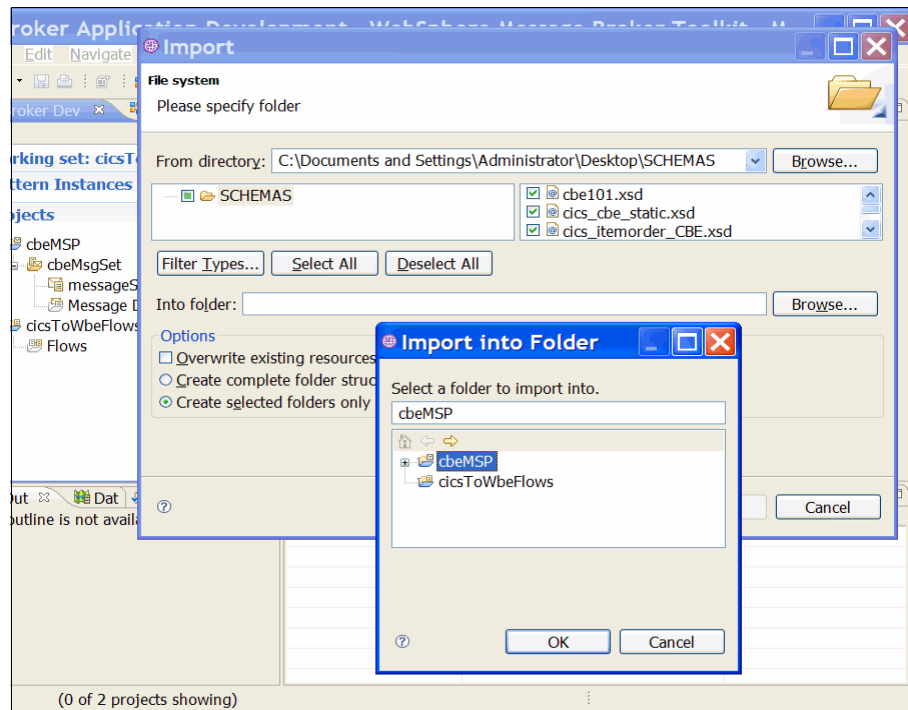 roker Application Development - WebSphere Message Broker Toolkit - M
Edit Navigate
Import
File system
Please specify folder
roker Dev
From directory: C:\Documents and Settings\Administrator\Desktop\SCHEMAS Browse...
rking set: cicsT
ttern Instances
ojects
SCHEMAS
cbe101.xsd
cics_cbe_static.xsd
cics_itemorder_CBE.xsd
cbeMSP
cbeMsgSet
messageS
Message D
cicsToWbeFlows
Flows
Filter Types... Select All Deselect All
Into folder: Browse...
Options
Overwrite existing resources
Create complete folder struc
Create selected folders only
Import into Folder
Select a folder to import into.
cbeMSP
cbeMSP
cicsToWbeFlows
OK Cancel
Cancel
Out Dat
outline is not availa
(0 of 2 projects showing)